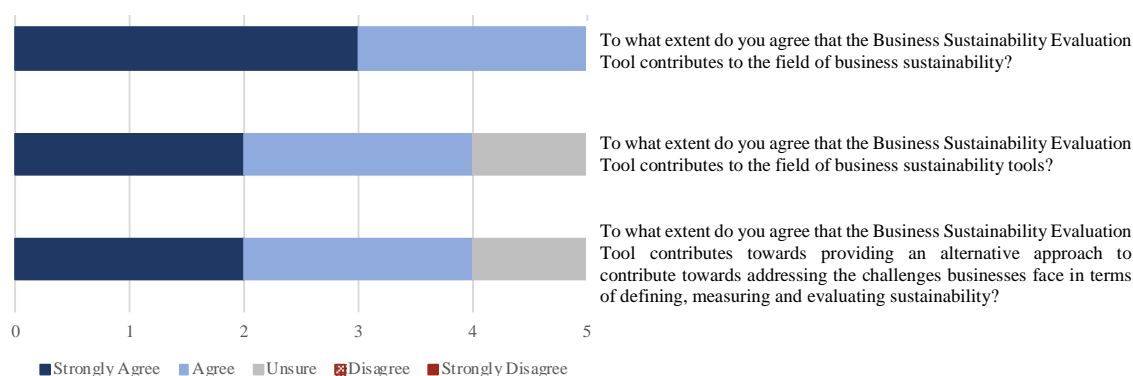 To what extent do you agree that the Business Sustainability Evaluation
Tool contributes to the field of business sustainability?
To what extent do you agree that the Business Sustainability Evaluation
Tool contributes to the field of business sustainability tools?
To what extent do you agree that the Business Sustainability Evaluation
Tool contributes towards providing an alternative approach to
contribute towards addressing the challenges businesses face in terms
of defining, measuring and evaluating sustainability?
0 1 2 3 4 5
Strongly Agree Agree Unsure Disagree Strongly Disagree